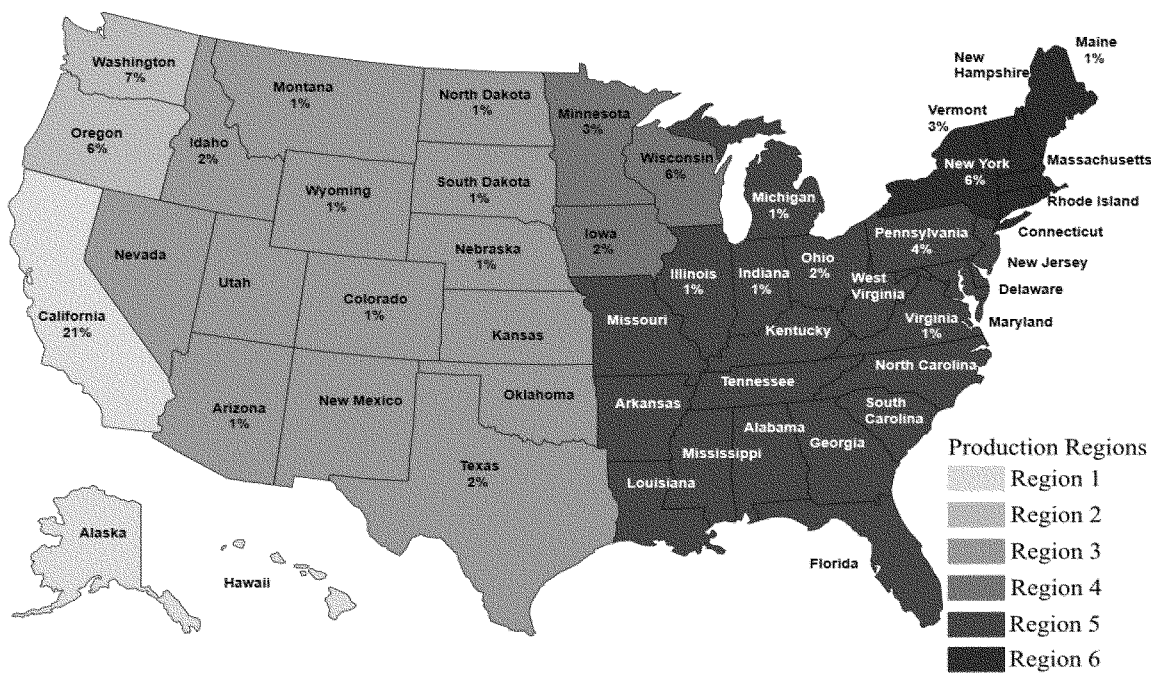 Washington
7%
Oregon
6%
California
21%
Nevada
Idaho
2%
Montana
1%
Wyoming
1%
Utah
Colorado
1%
Arizona
1%
New Mexico
North Dakota
1%
South Dakota
1%
Nebraska
1%
Kansas
Oklahoma
Texas
2%
Minnesota
3%
Iowa
2%
Wisconsin
6%
Missouri
Arkansas
Louisiana
Illinois
1%
Indiana
1%
Michigan
1%
Ohio
2%
Kentucky
Tennessee
Mississippi
Alabama
Georgia
Florida
South
Carolina
North Carolina
Virginia
1%
West
Virginia
Pennsylvania
4%
New York
6%
Vermont
3%
New
Hampshire
Maine
1%
Massachusetts
Rhode Island
Connecticut
New Jersey
Delaware
Maryland
Alaska
Hawaii
Production Regions
Region 1
Region 2
Region 3
Region 4
Region 5
Region 6